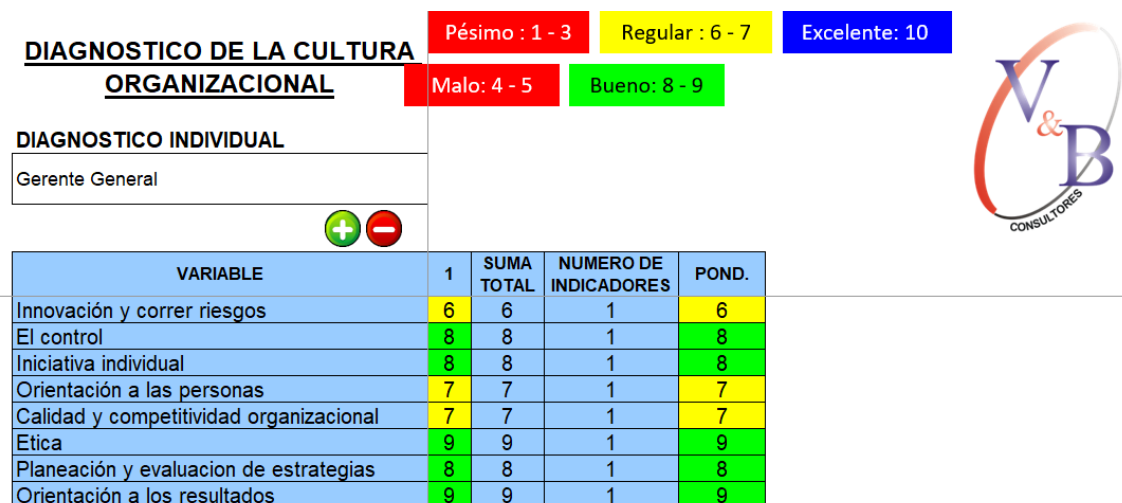 DIAGNOSTICO DE LA CULTURA
ORGANIZACIONAL
Pésimo : 1 - 3
Regular : 6 - 7
Excelente: 10
Malo: 4 - 5
Bueno: 8 - 9
V & B
CONSULTORES
DIAGNOSTICO INDIVIDUAL
Gerente General
VARIABLE 1 SUMA TOTAL NUMERO DE INDICADORES POND.
Innovación y correr riesgos 6 6 1 6
El control 8 8 1 8
Iniciativa individual 8 8 1 8
Orientación a las personas 7 7 1 7
Calidad y competitividad organizacional 7 7 1 7
Etica 9 9 1 9
Planeación y evaluacion de estrategias 8 8 1 8
Orientación a los resultados 9 9 1 9